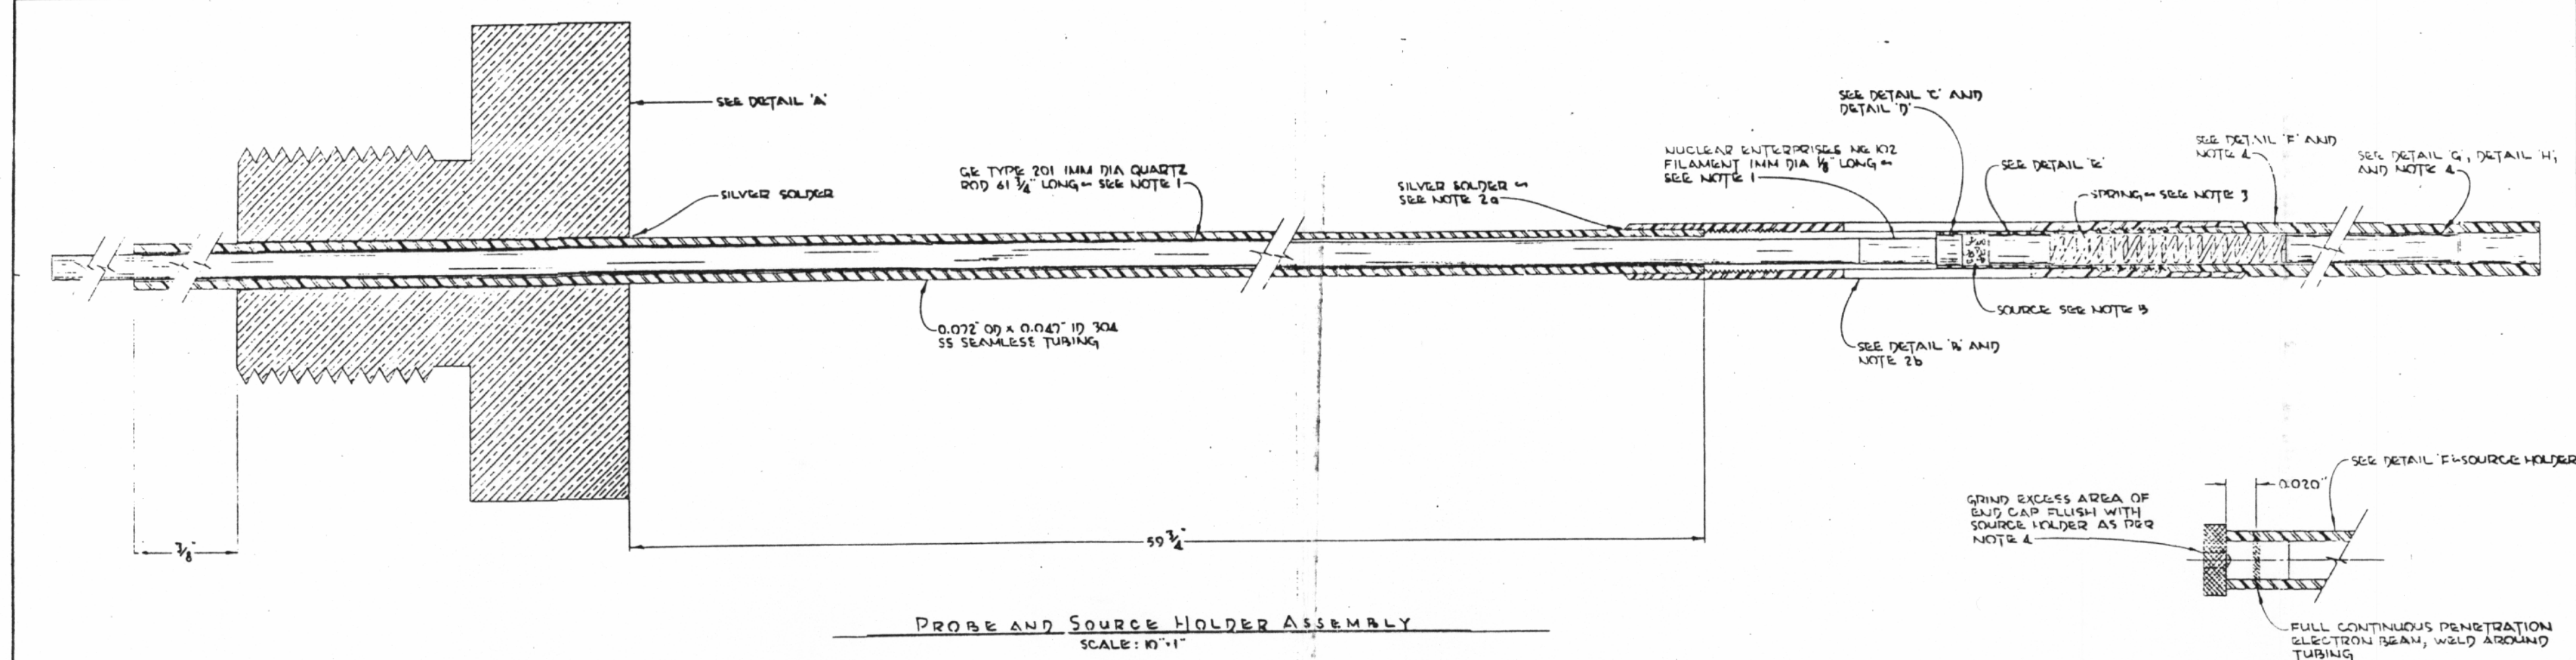 SEE DETAIL 'A'
SILVER SOLDER
GE TYPE 201 1MM DIA QUARTZ
ROD 61 3/4" LONG~ SEE NOTE 1
0.072" OD x 0.047" ID 304
SS SEAMLESE TUBING
SILVER SOLDER ~
SEE NOTE 2a
NUCLEAR ENTERPRISES NE 102
FILAMENT 1MM DIA 1/8" LONG ~
SEE NOTE 1
SEE DETAIL 'C' AND
DETAIL 'D'
SEE DETAIL 'E'
SPRING ~ SEE NOTE 3
SEE DETAIL 'F' AND
NOTE 4
SEE DETAIL 'G', DETAIL 'H',
AND NOTE 4
SOURCE SEE NOTE
SEE DETAIL 'B' AND
NOTE 2b
7/8"
59 3/4"
SEE DETAIL 'F'~SOURCE HOLDER
0.020"
GRIND EXCESS AREA OF
END CAP FLUSH WITH
SOURCE HOLDER AS PER
NOTE 4
FULL CONTINUOUS PENETRATION
ELECTRON BEAM, WELD AROUND
TUBING
PROBE AND SOURCE HOLDER ASSEMBLY
SCALE: 10"=1"